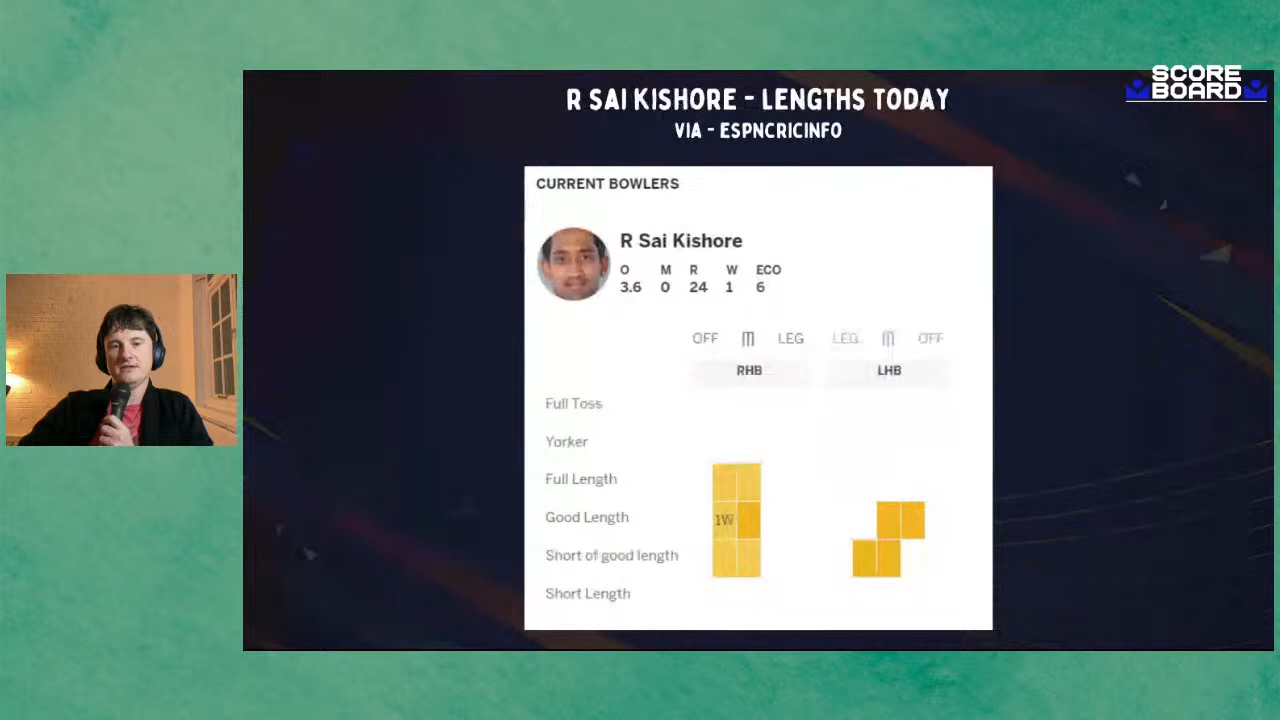 SCORE
BOARD
R SAI KISHORE - LENGTHS TODAY
VIA - ESPNCRICINFO
CURRENT BOWLERS
R Sai Kishore
O M R W ECO
3.6 0 24 1 6
OFF LEG LEG OFF
RHB LHB
Full Toss
Yorker
Full Length
Good Length 1W
Short of good length
Short Length